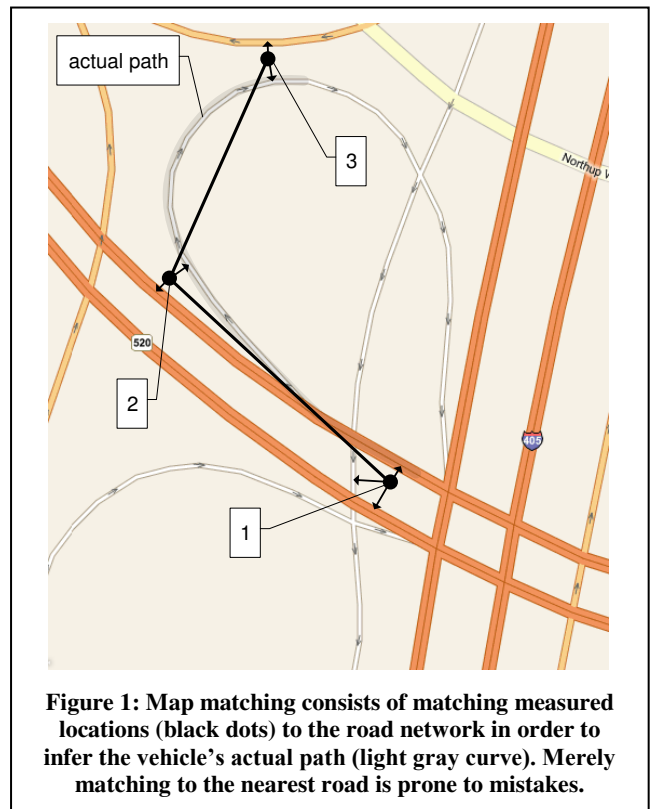 actual path
3
Northup W
520
2
405
1
Figure 1: Map matching consists of matching measured
locations (black dots) to the road network in order to
infer the vehicle's actual path (light gray curve). Merely
matching to the nearest road is prone to mistakes.